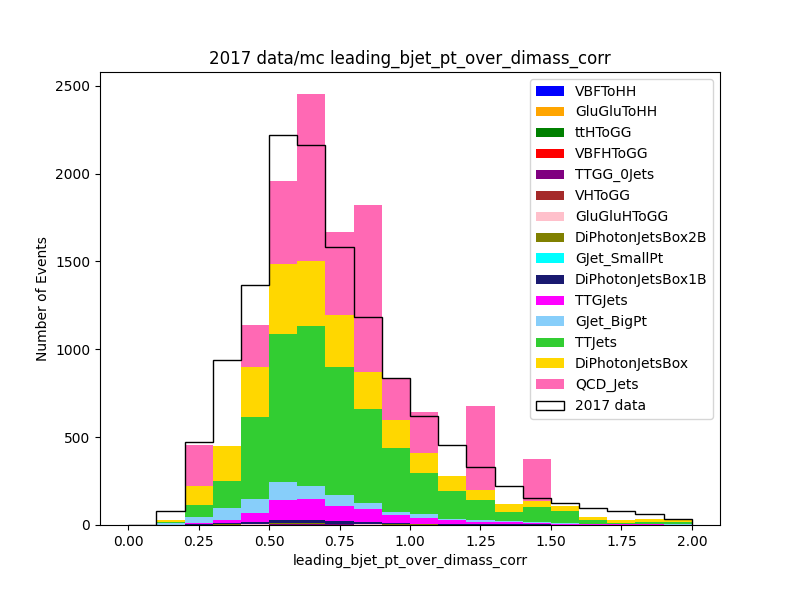 2017 data/mc leading_bjet_pt_over_dimass_corr
Number of Events
2500
2000
1500
1000
500
0
0.00 0.25 0.50 0.75 1.00 1.25 1.50 1.75 2.00
leading_bjet_pt_over_dimass_corr
VBFToHH
GluGluToHH
ttHToGG
VBFHToGG
TTGG_0Jets
VHToGG
GluGluHToGG
DiPhotonJetsBox2B
GJet_SmallPt
DiPhotonJetsBox1B
TTGJets
GJet_BigPt
TTJets
DiPhotonJetsBox
QCD_Jets
2017 data